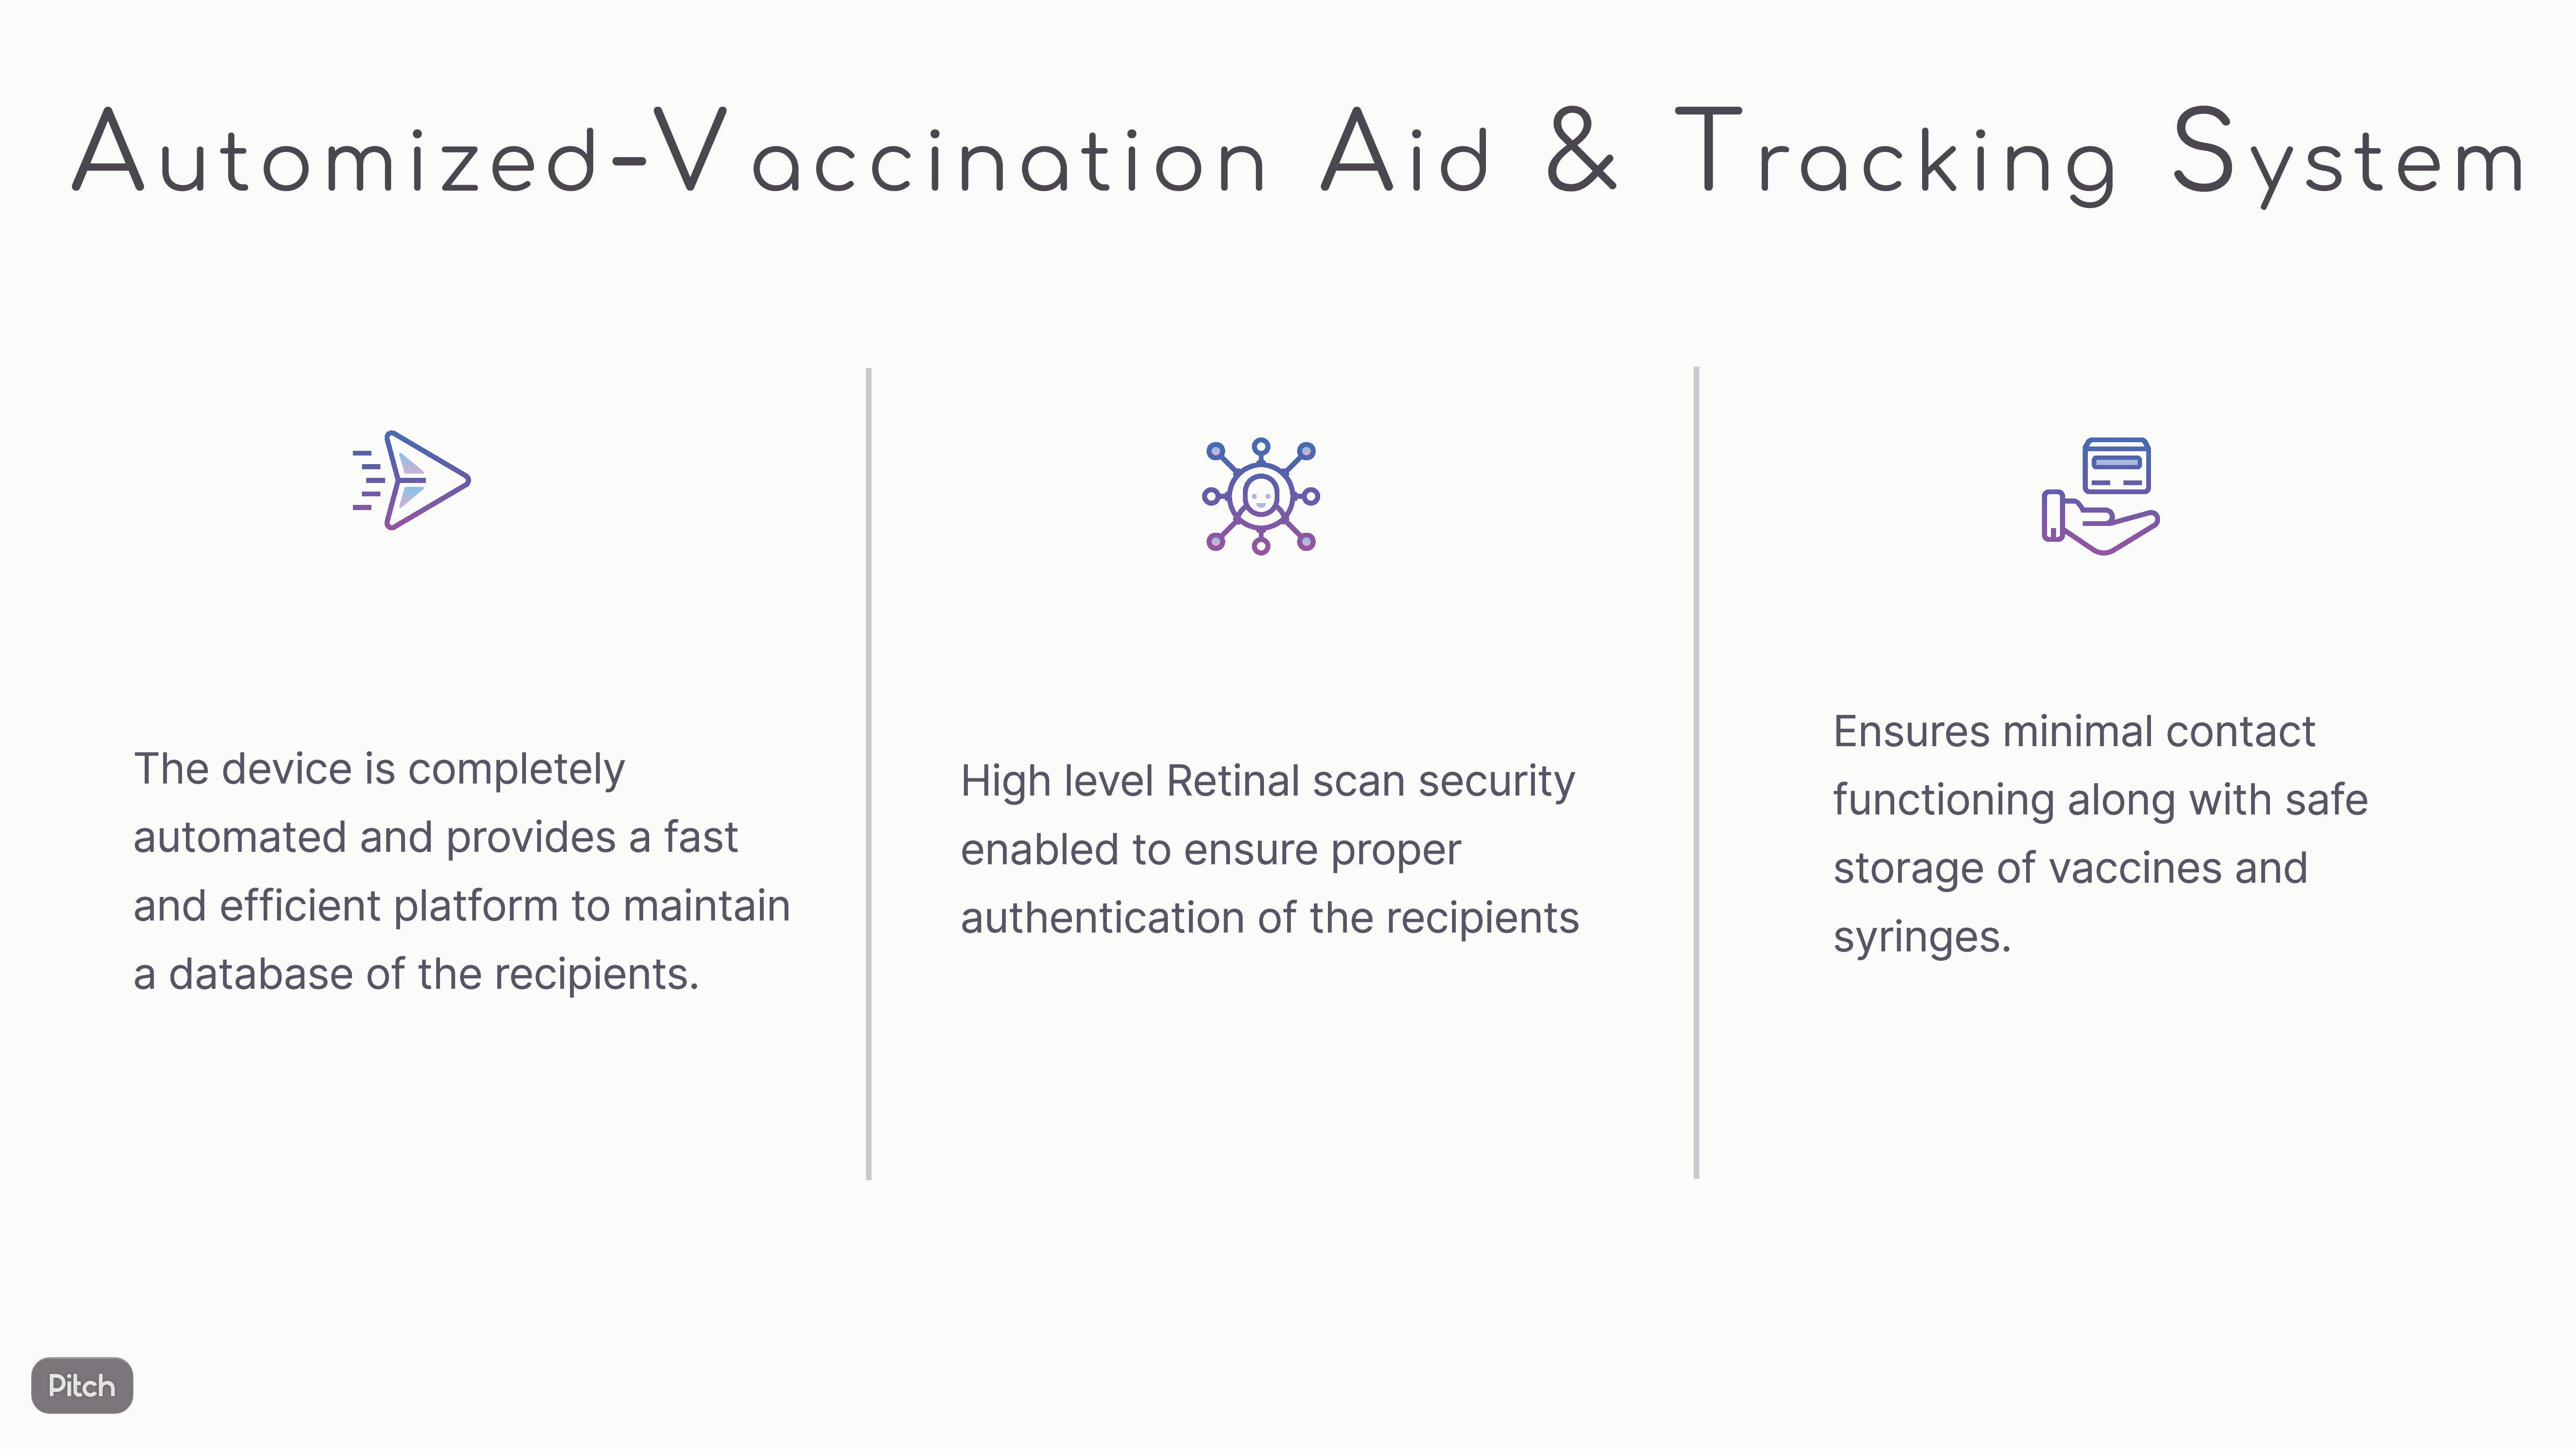 Automized-Vaccination Aid & Tracking System
The device is completely
automated and provides a fast
and efficient platform to maintain
a database of the recipients.
High level Retinal scan security
enabled to ensure proper
authentication of the recipients
Ensures minimal contact
functioning along with safe
storage of vaccines and
syringes.
Pitch